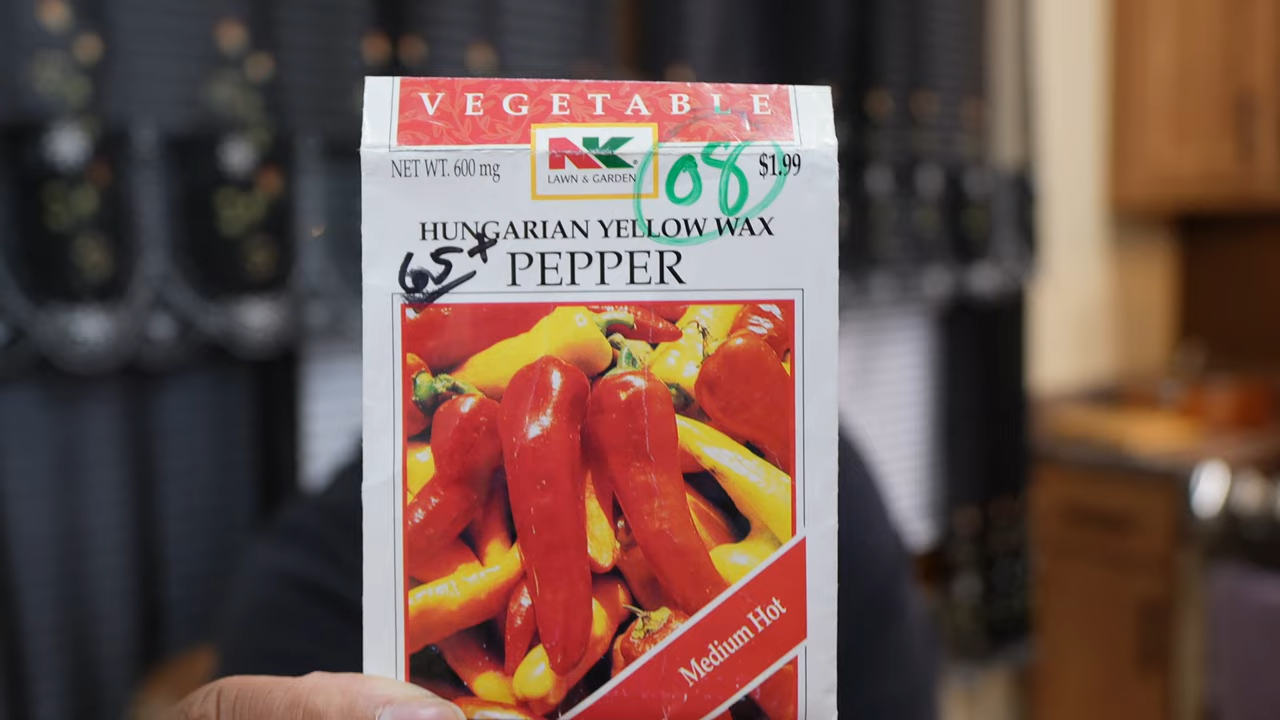 VEGETABLE
NK
LAWN & GARDEN
NET WT. 600 mg
08
$1.99
HUNGARIAN YELLOW WAX
65+
PEPPER
Medium Hot